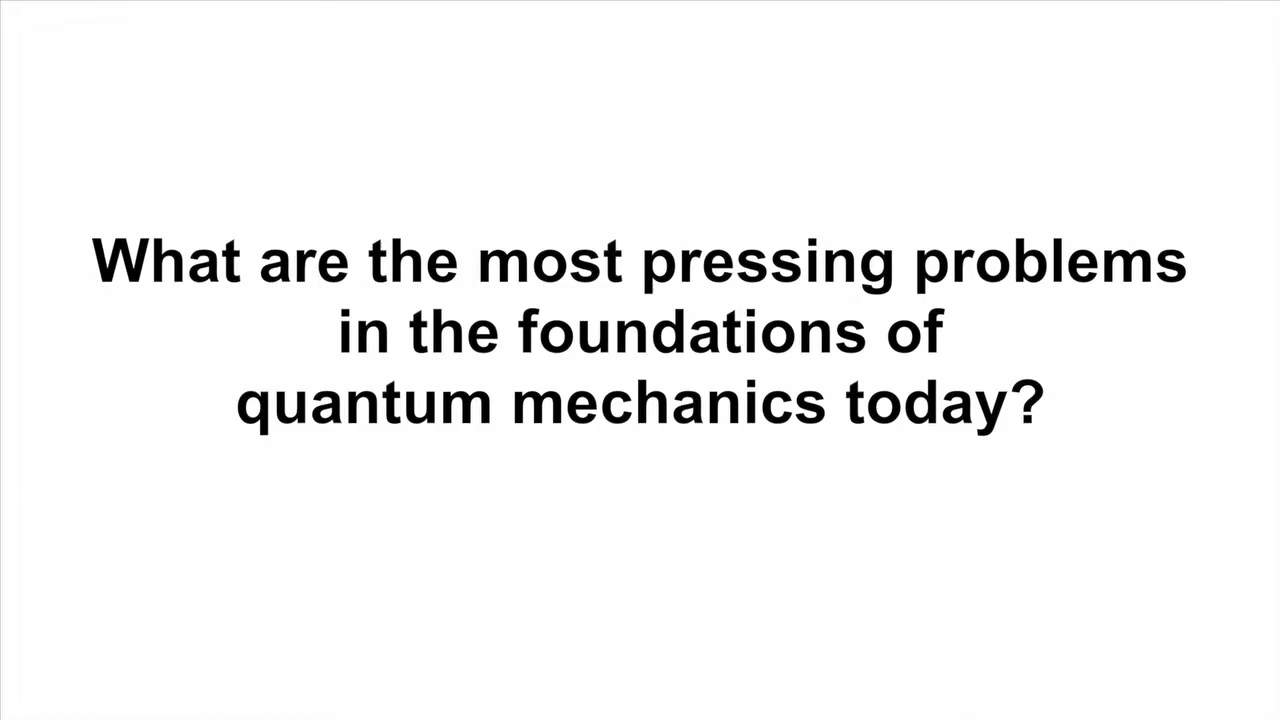 What are the most pressing problems
in the foundations of
quantum mechanics today?